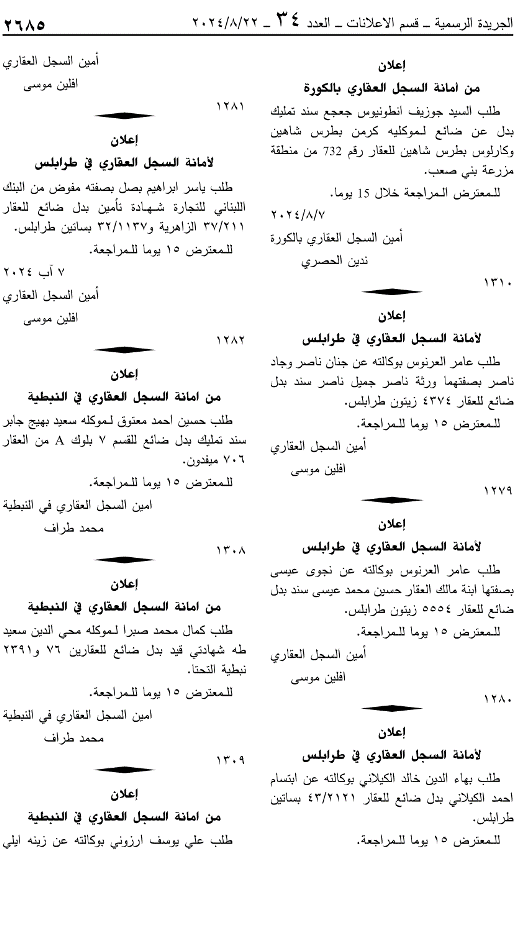 الجريدة الرسمية ــ قسم الاعلانات ــ العدد ٣٤ ــ ٢٠٢٤/٨/٢٢
٢٦٨٥
إعلان
من أمانة السجل العقاري بالكورة
طلب السيد جوزيف انطونيوس جعجع سند تمليك
بدل عن ضائع لموكليه كرمن بطرس شاهين
وكارلوس بطرس شاهين للعقار رقم 732 من منطقة
مزرعة بني صعب.
للمعترض المراجعة خلال 15 يوما.
٢٠٢٤/٨/٧
أمين السجل العقاري بالكورة
ندين الحصري
١٣١٠
إعلان
لأمانة السجل العقاري في طرابلس
طلب عامر العرنوس بوكالته عن جنان ناصر وجاد
ناصر بصفتهما ورثة ناصر جميل ناصر سند بدل
ضائع للعقار ٤٣٧٤ زيتون طرابلس.
للمعترض ١٥ يوما للمراجعة.
أمين السجل العقاري
افلين موسى
١٢٧٩
إعلان
لأمانة السجل العقاري في طرابلس
طلب عامر العرنوس بوكالته عن نجوى عيسى
بصفتها ابنة مالك العقار حسين محمد عيسى سند بدل
ضائع للعقار ٥٥٥٤ زيتون طرابلس.
للمعترض ١٥ يوما للمراجعة.
أمين السجل العقاري
افلين موسى
١٢٨٠
إعلان
لأمانة السجل العقاري في طرابلس
طلب بهاء الدين خالد الكيلاني بوكالته عن ابتسام
احمد الكيلاني بدل ضائع للعقار ٤٣/٢١٢١ بساتين
طرابلس.
للمعترض ١٥ يوما للمراجعة.
أمين السجل العقاري
افلين موسى
١٢٨١
إعلان
لأمانة السجل العقاري في طرابلس
طلب ياسر ابراهيم بصل بصفته مفوض من البنك
اللبناني للتجارة شهادة تأمين بدل ضائع للعقار
٣٧/٢١١ الزاهرية و٣٢/١١٣٧ بساتين طرابلس.
للمعترض ١٥ يوما للمراجعة.
٧ آب ٢٠٢٤
أمين السجل العقاري
افلين موسى
١٢٨٢
إعلان
من امانة السجل العقاري في النبطية
طلب حسين احمد معتوق لموكله سعيد بهيج جابر
سند تمليك بدل ضائع للقسم ٧ بلوك A من العقار
٧٠٦ ميفدون.
للمعترض ١٥ يوما للمراجعة.
امين السجل العقاري في النبطية
محمد طراف
١٣٠٨
إعلان
من امانة السجل العقاري في النبطية
طلب كمال محمد صبرا لموكله محي الدين سعيد
طه شهادتي قيد بدل ضائع للعقارين ٧٦ و٢٣٩١
نبطية التحتا.
للمعترض ١٥ يوما للمراجعة.
امين السجل العقاري في النبطية
محمد طراف
١٣٠٩
إعلان
من امانة السجل العقاري في النبطية
طلب علي يوسف ارزوني بوكالته عن زينه ايلي